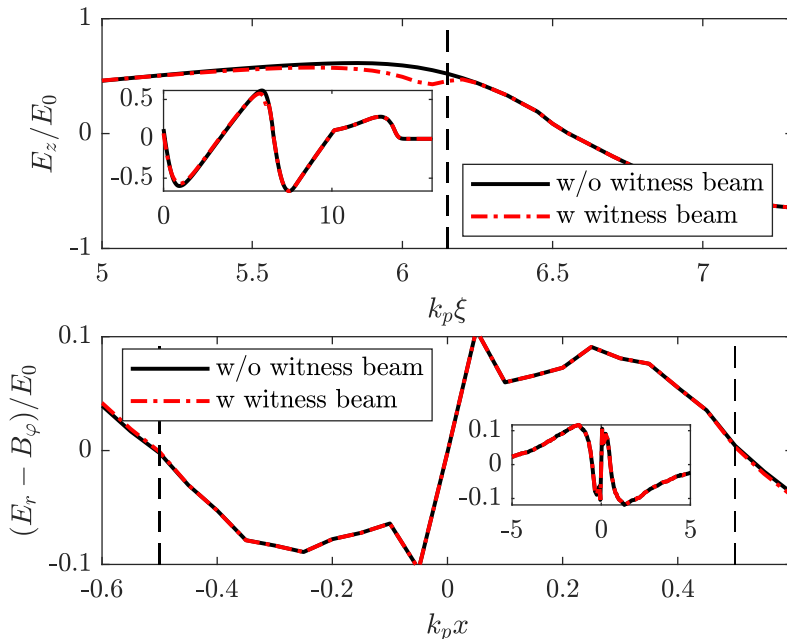 1
0
-1
E_z/E_0
0.5
0
-0.5
0 10
w/o witness beam
w witness beam
5 5.5 6 6.5 7
k_pξ
0.1
0
-0.1
(E_r − B_φ)/E_0
w/o witness beam
w witness beam
0.1
0
-0.1
-5 0 5
-0.6 -0.4 -0.2 0 0.2 0.4
k_px